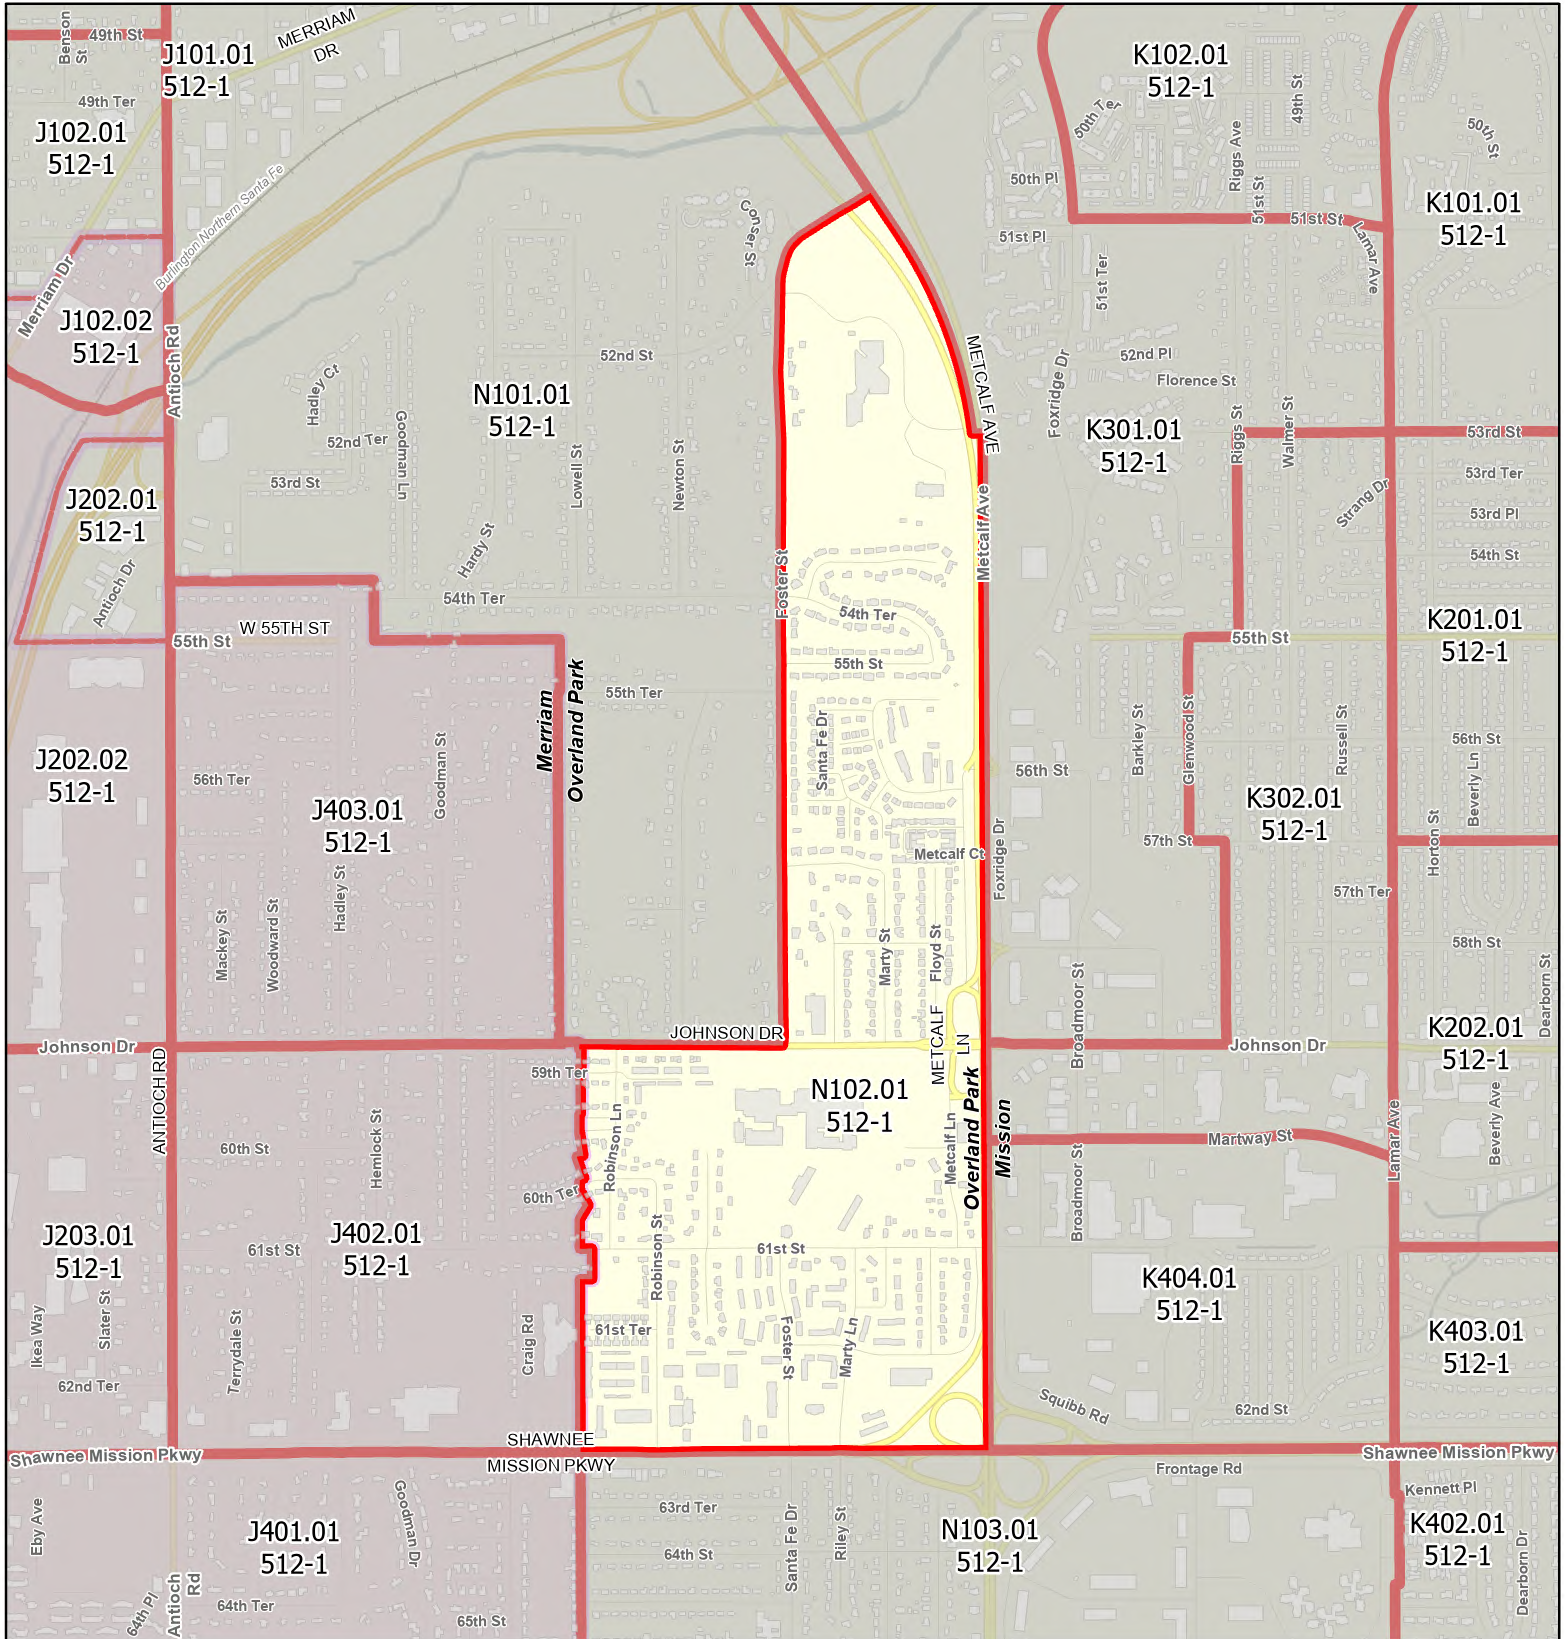 Benson
St
49th St
J101.01
512-1
MERRIAM
DR
49th Ter
J102.01
512-1
Burlington Northern Santa Fe
Merriam Dr
J102.02
512-1
Antioch Rd
Conser St
52nd St
Hadley Ct
N101.01
512-1
Goodman Ln
52nd Ter
53rd St
Lowell St
Newton St
Hardy St
J202.01
512-1
Antioch Dr
54th Ter
Foster St
W 55TH ST
55th St
Merriam
Overland Park
55th Ter
J202.02
512-1
56th Ter
Goodman St
J403.01
512-1
Hadley St
Mackey St
Woodward St
K102.01
512-1
50th Ter
49th St
Riggs Ave
50th St
50th Pl
51st St
51st St
K101.01
512-1
51st Pl
Lamar Ave
51st Ter
METCALF AVE
52nd Pl
Foxridge Dr
Florence St
K301.01
512-1
Riggs St
Walmer St
53rd St
53rd Ter
Strang Dr
53rd Pl
Metcalf Ave
54th St
54th Ter
55th St
55th St
K201.01
512-1
Santa Fe Dr
Barkley St
Glenwood St
Russell St
56th St
56th St
Beverly Ln
K302.01
512-1
Horton St
57th St
Metcalf Ct
Foxridge Dr
57th Ter
Marty St
Floyd St
58th St
Broadmoor St
Dearborn St
Johnson Dr
ANTIOCH RD
JOHNSON DR
METCALF
LN
Johnson Dr
K202.01
512-1
59th Ter
N102.01
512-1
Overland Park
Mission
Robinson Ln
Metcalf Ln
Martway St
Lamar Ave
Beverly Ave
60th St
Hemlock St
60th Ter
Broadmoor St
J203.01
512-1
J402.01
512-1
61st St
Robinson St
61st St
K404.01
512-1
Ikea Way
Slater St
Terrydale St
Craig Rd
61st Ter
Foster St
Marty Ln
K403.01
512-1
62nd Ter
Squibb Rd
62nd St
Shawnee Mission Pkwy
SHAWNEE
MISSION PKWY
Shawnee Mission Pkwy
Frontage Rd
Kennett Pl
Eby Ave
J401.01
512-1
Goodman Dr
63rd Ter
64th St
Santa Fe Dr
Riley St
N103.01
512-1
K402.01
512-1
Dearborn Dr
64th Pl
Antioch
Rd
64th Ter
65th St